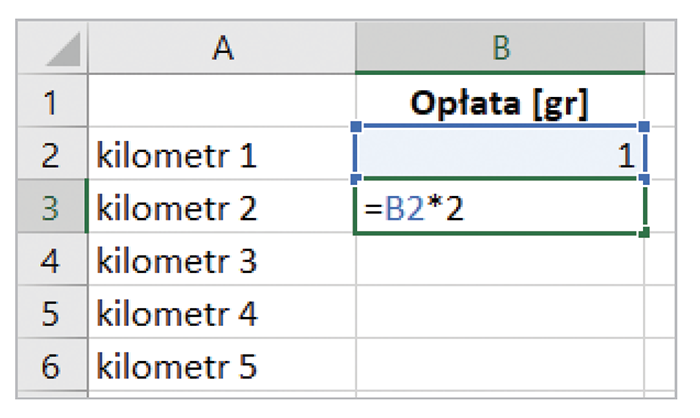 A B
1 Opłata [gr]
2 kilometr 1 1
3 kilometr 2 =B2*2
4 kilometr 3
5 kilometr 4
6 kilometr 5